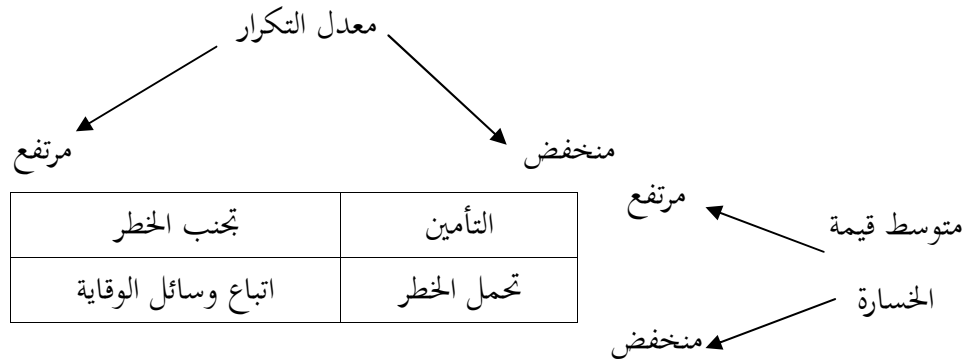 معدل التكرار
منخفض
مرتفع
مرتفع
متوسط قيمة
الخسارة
منخفض
التأمين
تجنب الخطر
تحمل الخطر
اتباع وسائل الوقاية